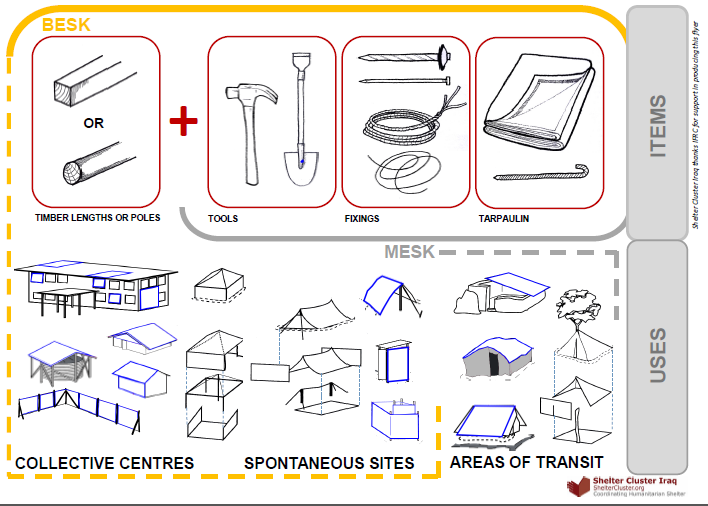 BESK
OR
TIMBER LENGTHS OR POLES
TOOLS
FIXINGS
TARPAULIN
ITEMS
Shelter Cluster Iraq thanks IFRC for support in producing this flyer
MESK
USES
COLLECTIVE CENTRES
SPONTANEOUS SITES
AREAS OF TRANSIT
Shelter Cluster Iraq
ShelterCluster.org
Coordinating Humanitarian Shelter